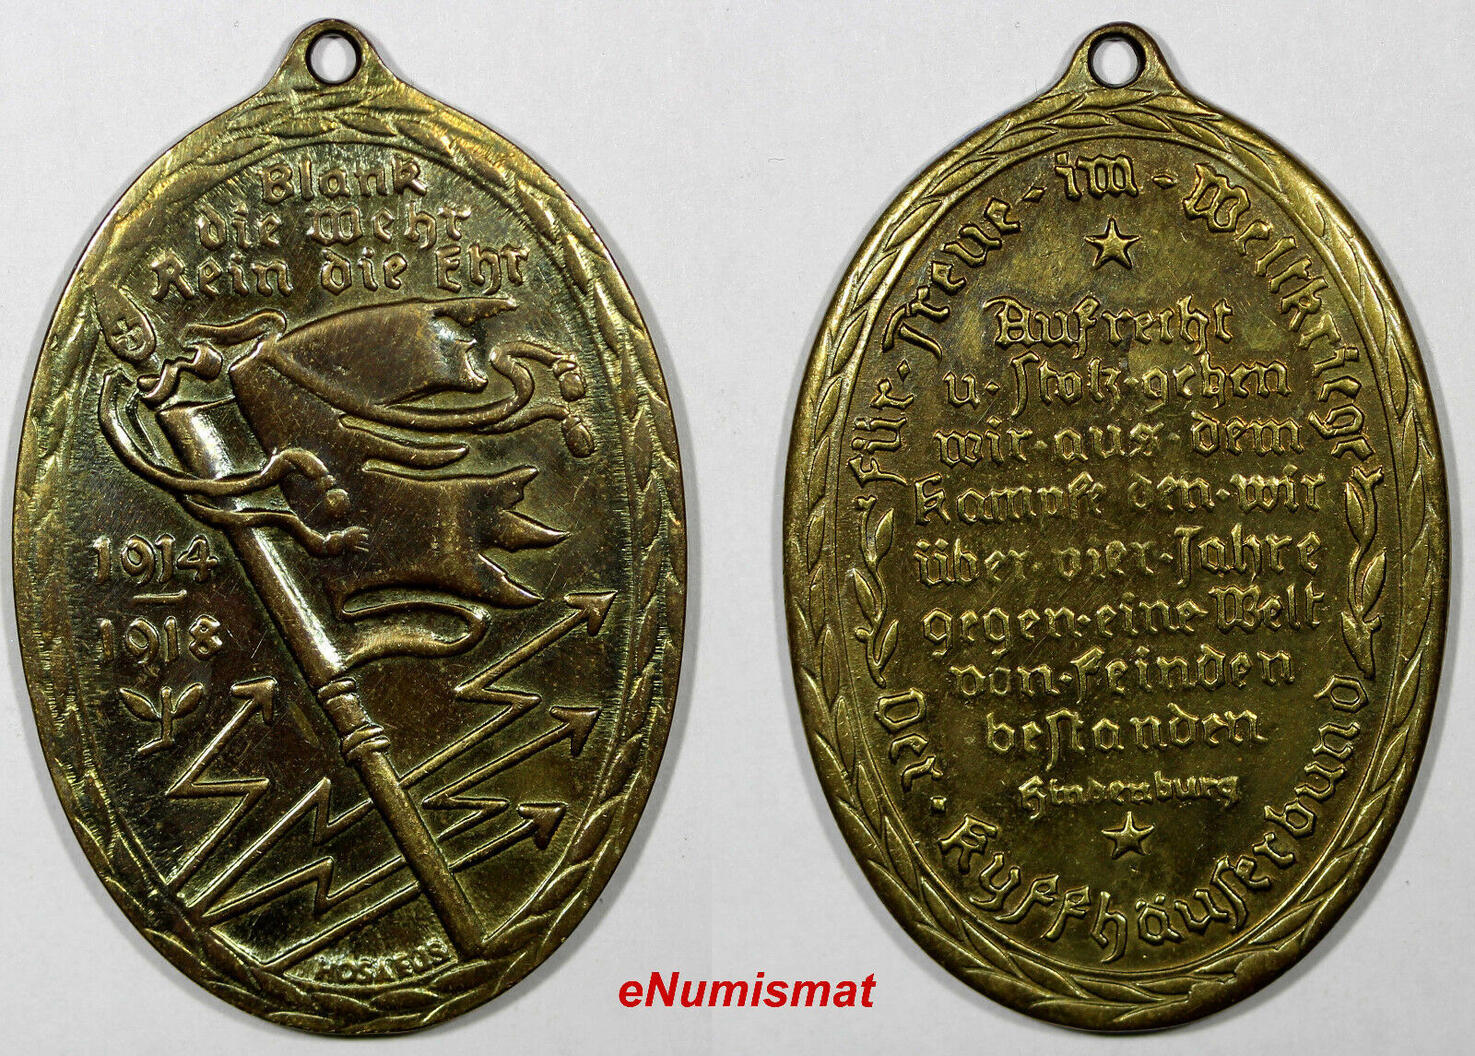 Blank
die Wehr
Rein die Ehr
1914
1918
HOSAEUS
Für·Treue·im·Weltkriege
Aufrecht
u·Stolz·gehen
wir·aus·dem
Kampfe den·wir
über vier·Jahre
gegen·eine·Welt
von·Feinden
bestanden
Hindenburg
Der·Kyffhäuserbund
eNumismat